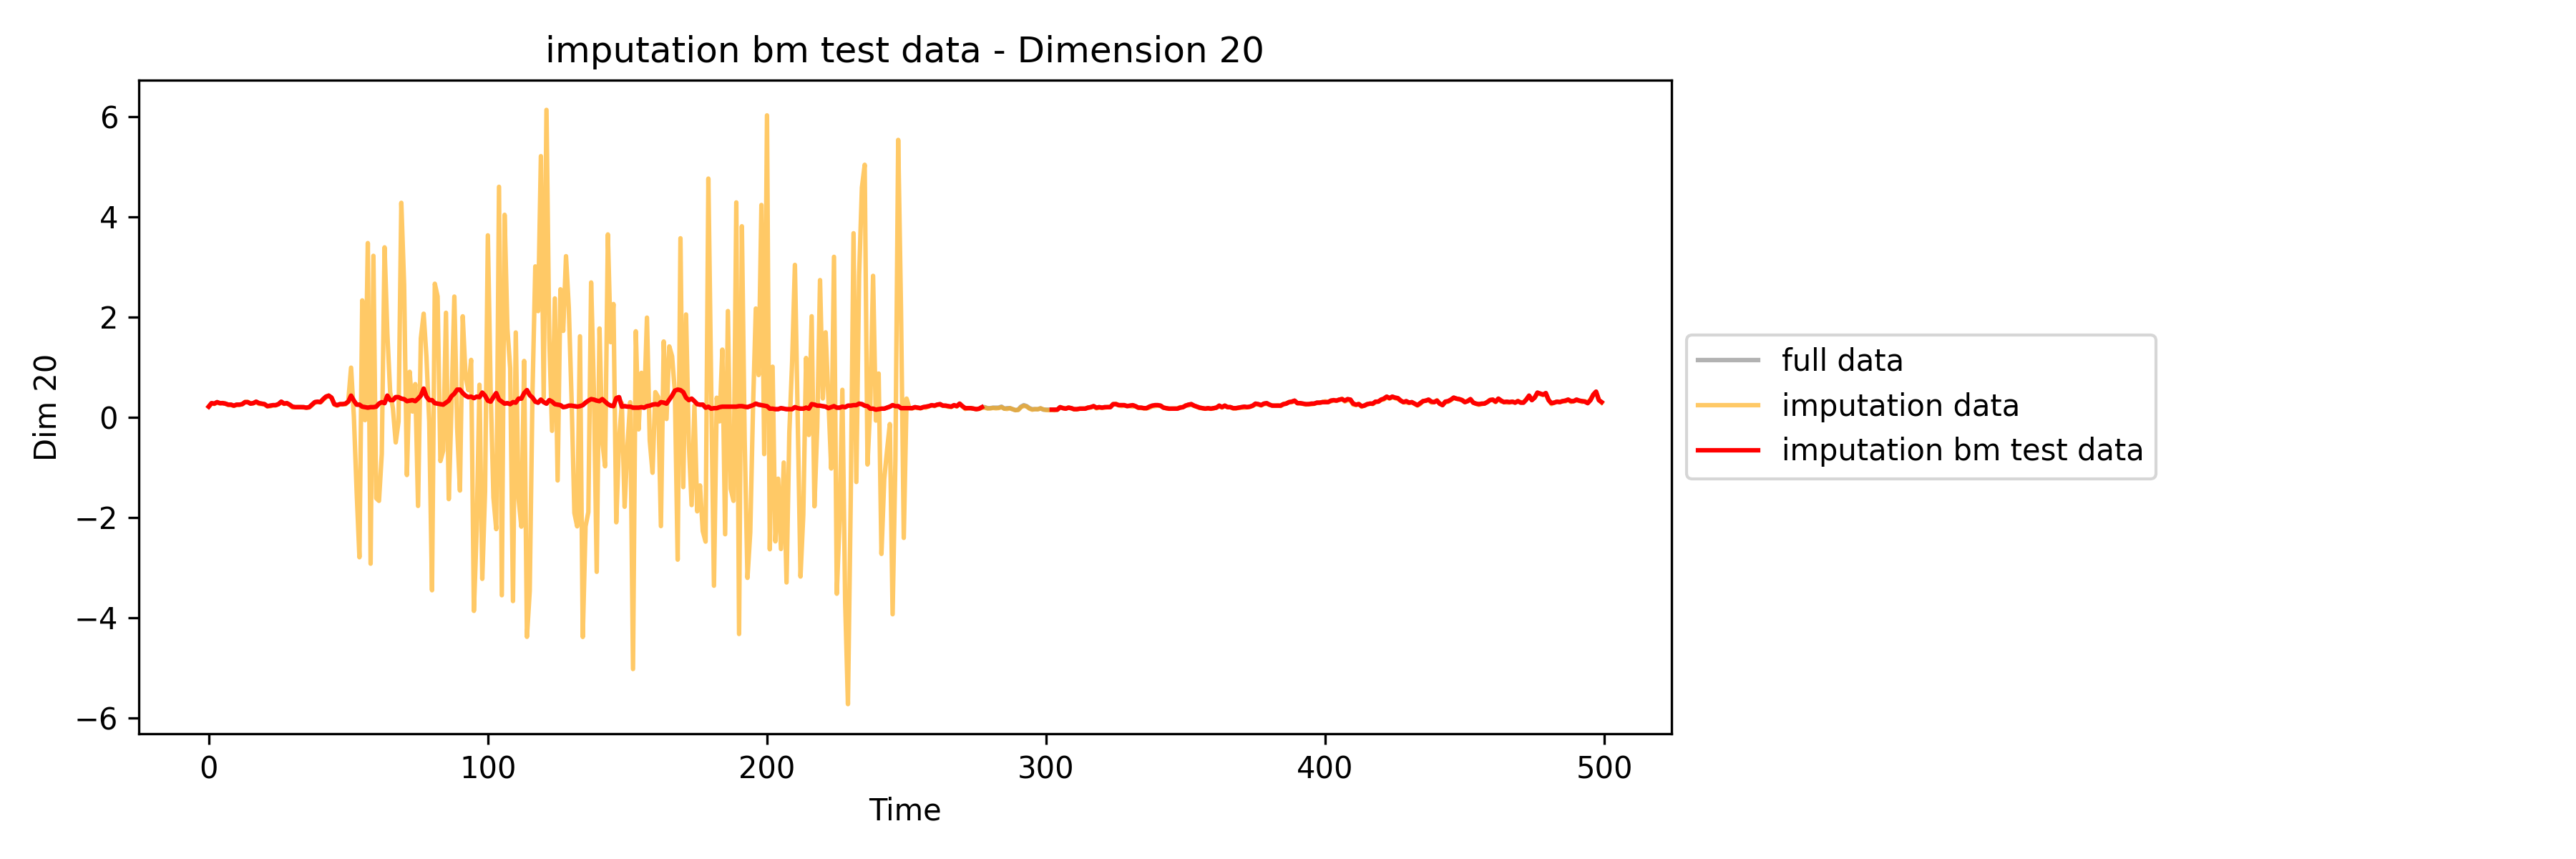 imputation bm test data - Dimension 20
6
4
2
0
−2
−4
−6
Dim 20
0 100 200 300 400 500
Time
full data
imputation data
imputation bm test data